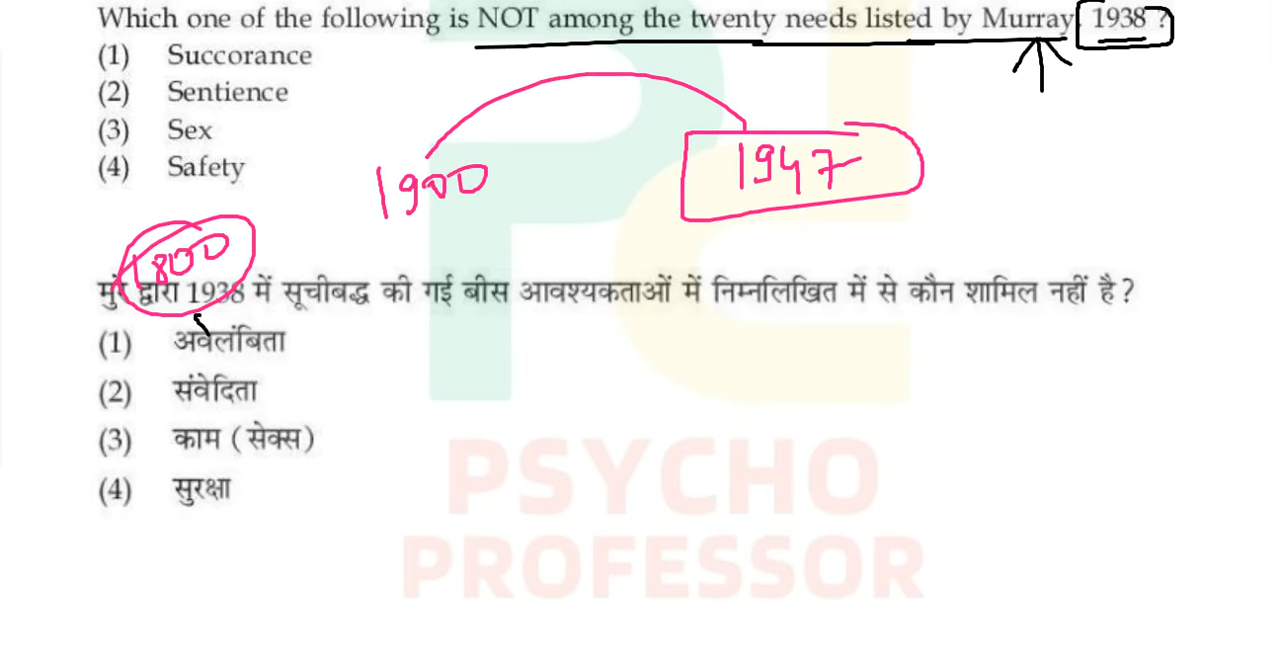 Which one of the following is NOT among the twenty needs listed by Murray 1938 ?
(1) Succorance
(2) Sentience
(3) Sex
(4) Safety
1900
1947
1800
मुरे द्वारा 1938 में सूचीबद्ध की गई बीस आवश्यकताओं में निम्नलिखित में से कौन शामिल नहीं है ?
(1) अवलंबिता
(2) संवेदिता
(3) काम ( सेक्स )
(4) सुरक्षा
PSYCHO
PROFESSOR